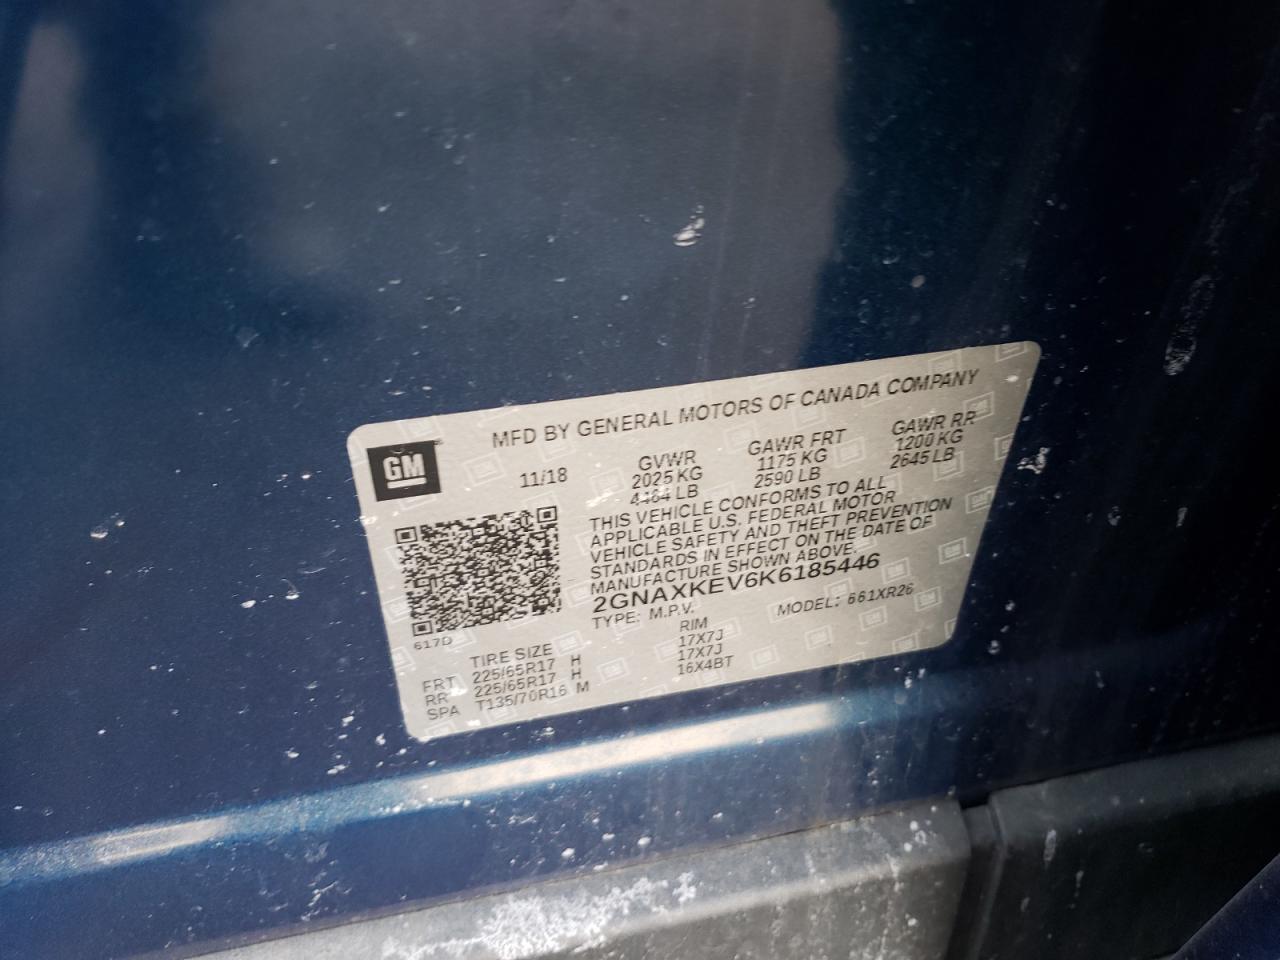 MFD BY GENERAL MOTORS OF CANADA COMPANY
GM
11/18
GVWR
2025 KG
4464 LB
GAWR FRT
1175 KG
2590 LB
GAWR RR
1200 KG
2645 LB
THIS VEHICLE CONFORMS TO ALL
APPLICABLE U.S. FEDERAL MOTOR
VEHICLE SAFETY AND THEFT PREVENTION
STANDARDS IN EFFECT ON THE DATE OF
MANUFACTURE SHOWN ABOVE.
2GNAXKEV6K6185446
TYPE: M.P.V. MODEL: 661XR26
617D
TIRE SIZE RIM
FRT 225/65R17 H 17X7J
RR 225/65R17 H 17X7J
SPA T135/70R16 M 16X4BT